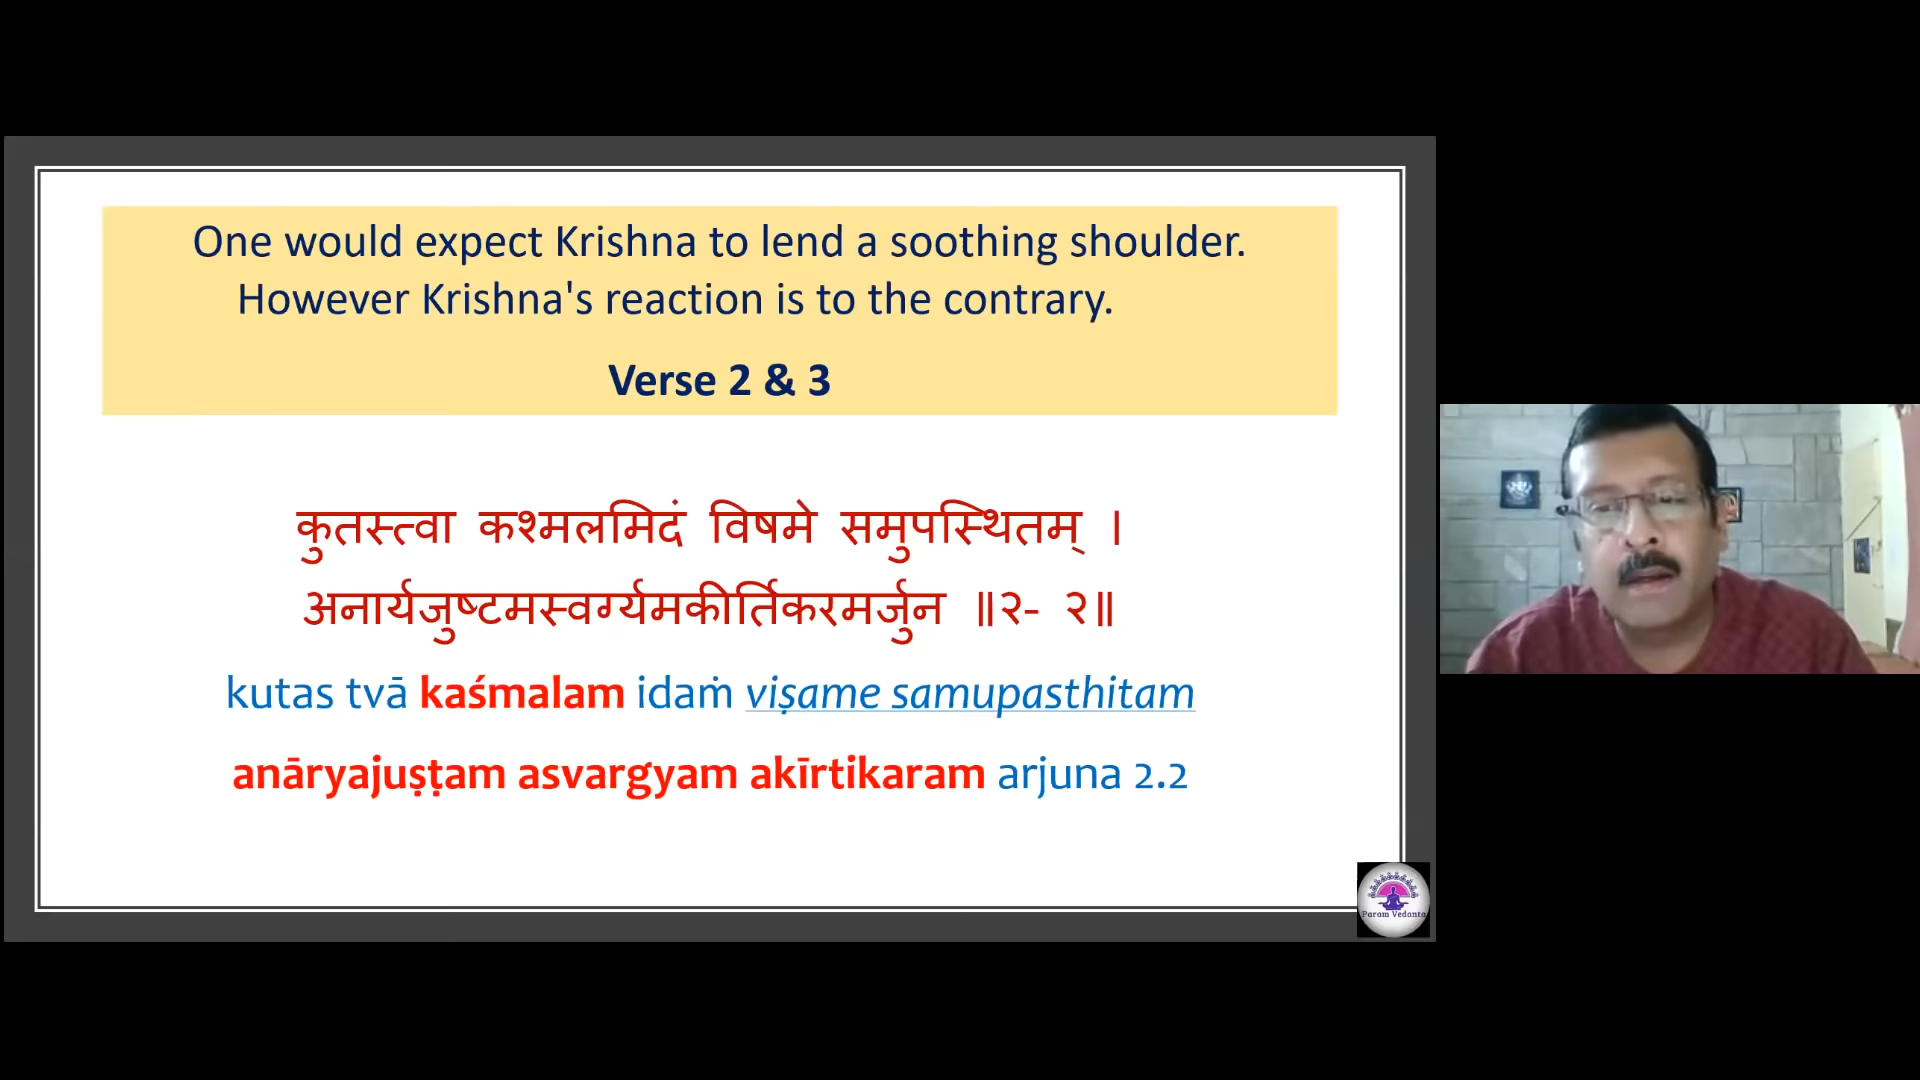 One would expect Krishna to lend a soothing shoulder.
However Krishna's reaction is to the contrary.
Verse 2 & 3
कुतस्त्वा कश्मलमिदं विषमे समुपस्थितम् ।
अनार्यजुष्टमस्वर्ग्यमकीर्तिकरमर्जुन ॥२- २॥
kutas tvā kaśmalam idaṁ viṣame samupasthitam
anāryajuṣṭam asvargyam akīrtikaram arjuna 2.2
Param Vedanta